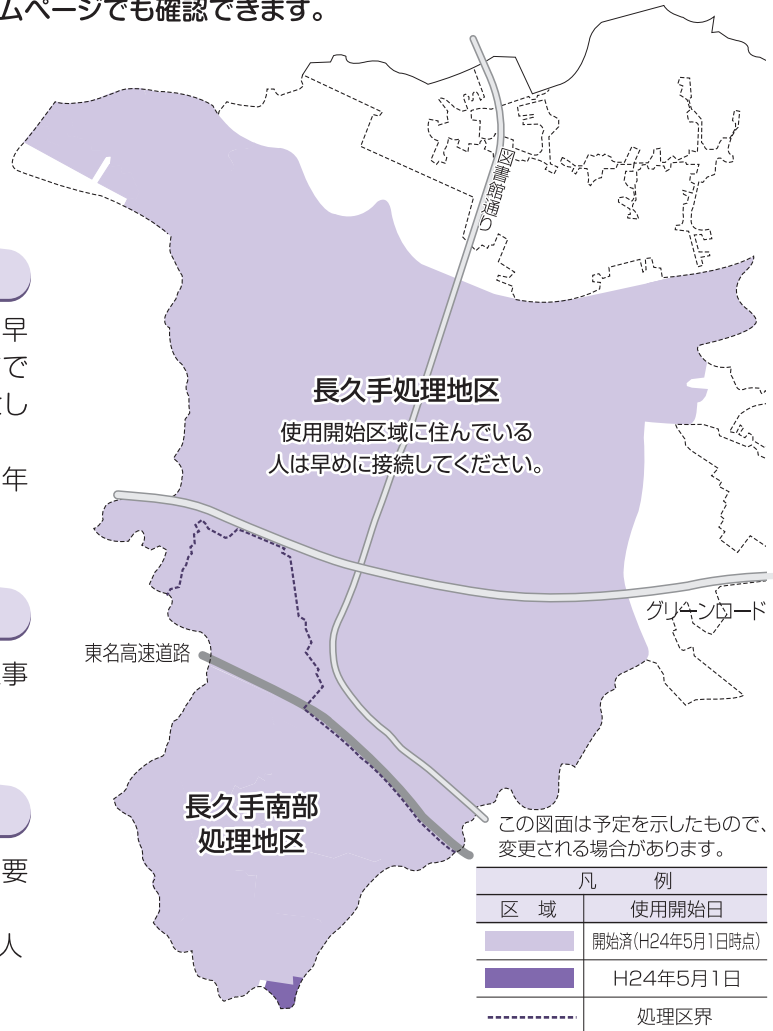 ムページでも確認できます。
図書館通り
早
で
し
年
長久手処理地区
使用開始区域に住んでいる
人は早めに接続してください。
グリーンロード
東名高速道路
事
長久手南部
処理地区
要
人
この図面は予定を示したもので、
変更される場合があります。
凡 例
区 域 使用開始日
開始済(H24年5月1日時点)
H24年5月1日
処理区界